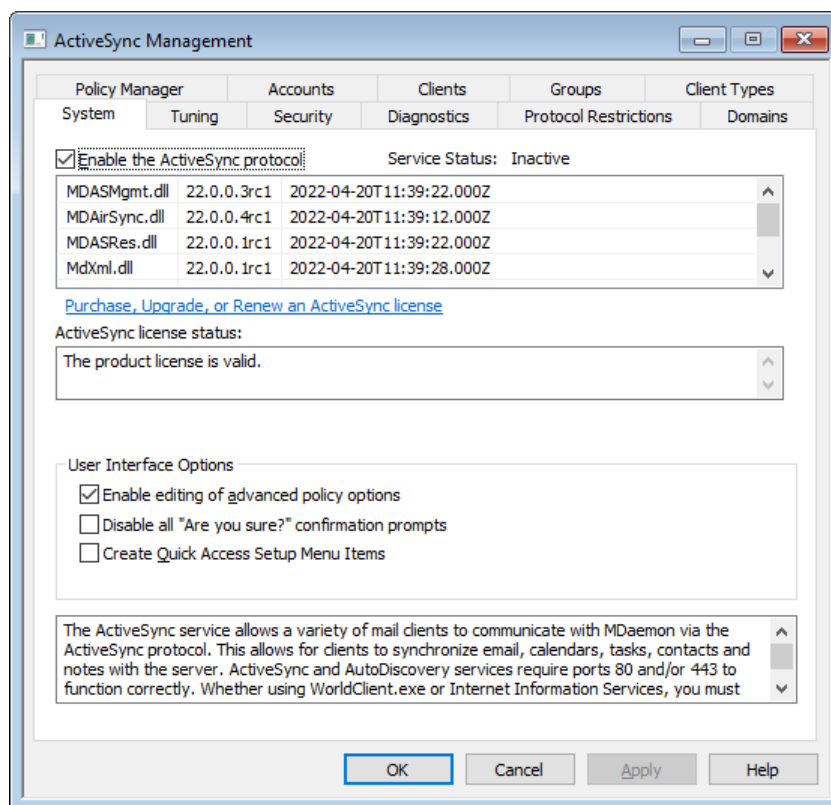 ActiveSync Management
Policy Manager Accounts Clients Groups Client Types
System Tuning Security Diagnostics Protocol Restrictions Domains
Enable the ActiveSync protocol Service Status: Inactive
MDASMgmt.dll 22.0.0.3rc1 2022-04-20T11:39:22.000Z
MDAirSync.dll 22.0.0.4rc1 2022-04-20T11:39:12.000Z
MDASRes.dll 22.0.0.1rc1 2022-04-20T11:39:22.000Z
MdXml.dll 22.0.0.1rc1 2022-04-20T11:39:28.000Z
Purchase, Upgrade, or Renew an ActiveSync license
ActiveSync license status:
The product license is valid.
User Interface Options
Enable editing of advanced policy options
Disable all "Are you sure?" confirmation prompts
Create Quick Access Setup Menu Items
The ActiveSync service allows a variety of mail clients to communicate with MDaemon via the
ActiveSync protocol. This allows for clients to synchronize email, calendars, tasks, contacts and
notes with the server. ActiveSync and AutoDiscovery services require ports 80 and/or 443 to
function correctly. Whether using WorldClient.exe or Internet Information Services, you must
OK Cancel Apply Help